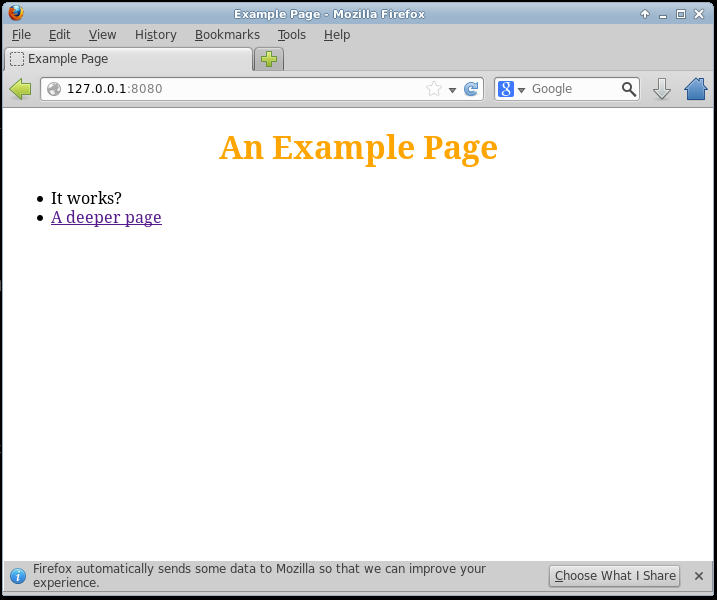 Example Page - Mozilla Firefox
File Edit View History Bookmarks Tools Help
Example Page
127.0.0.1:8080
8 Google
An Example Page
It works?
A deeper page
Firefox automatically sends some data to Mozilla so that we can improve your
experience.
Choose What I Share